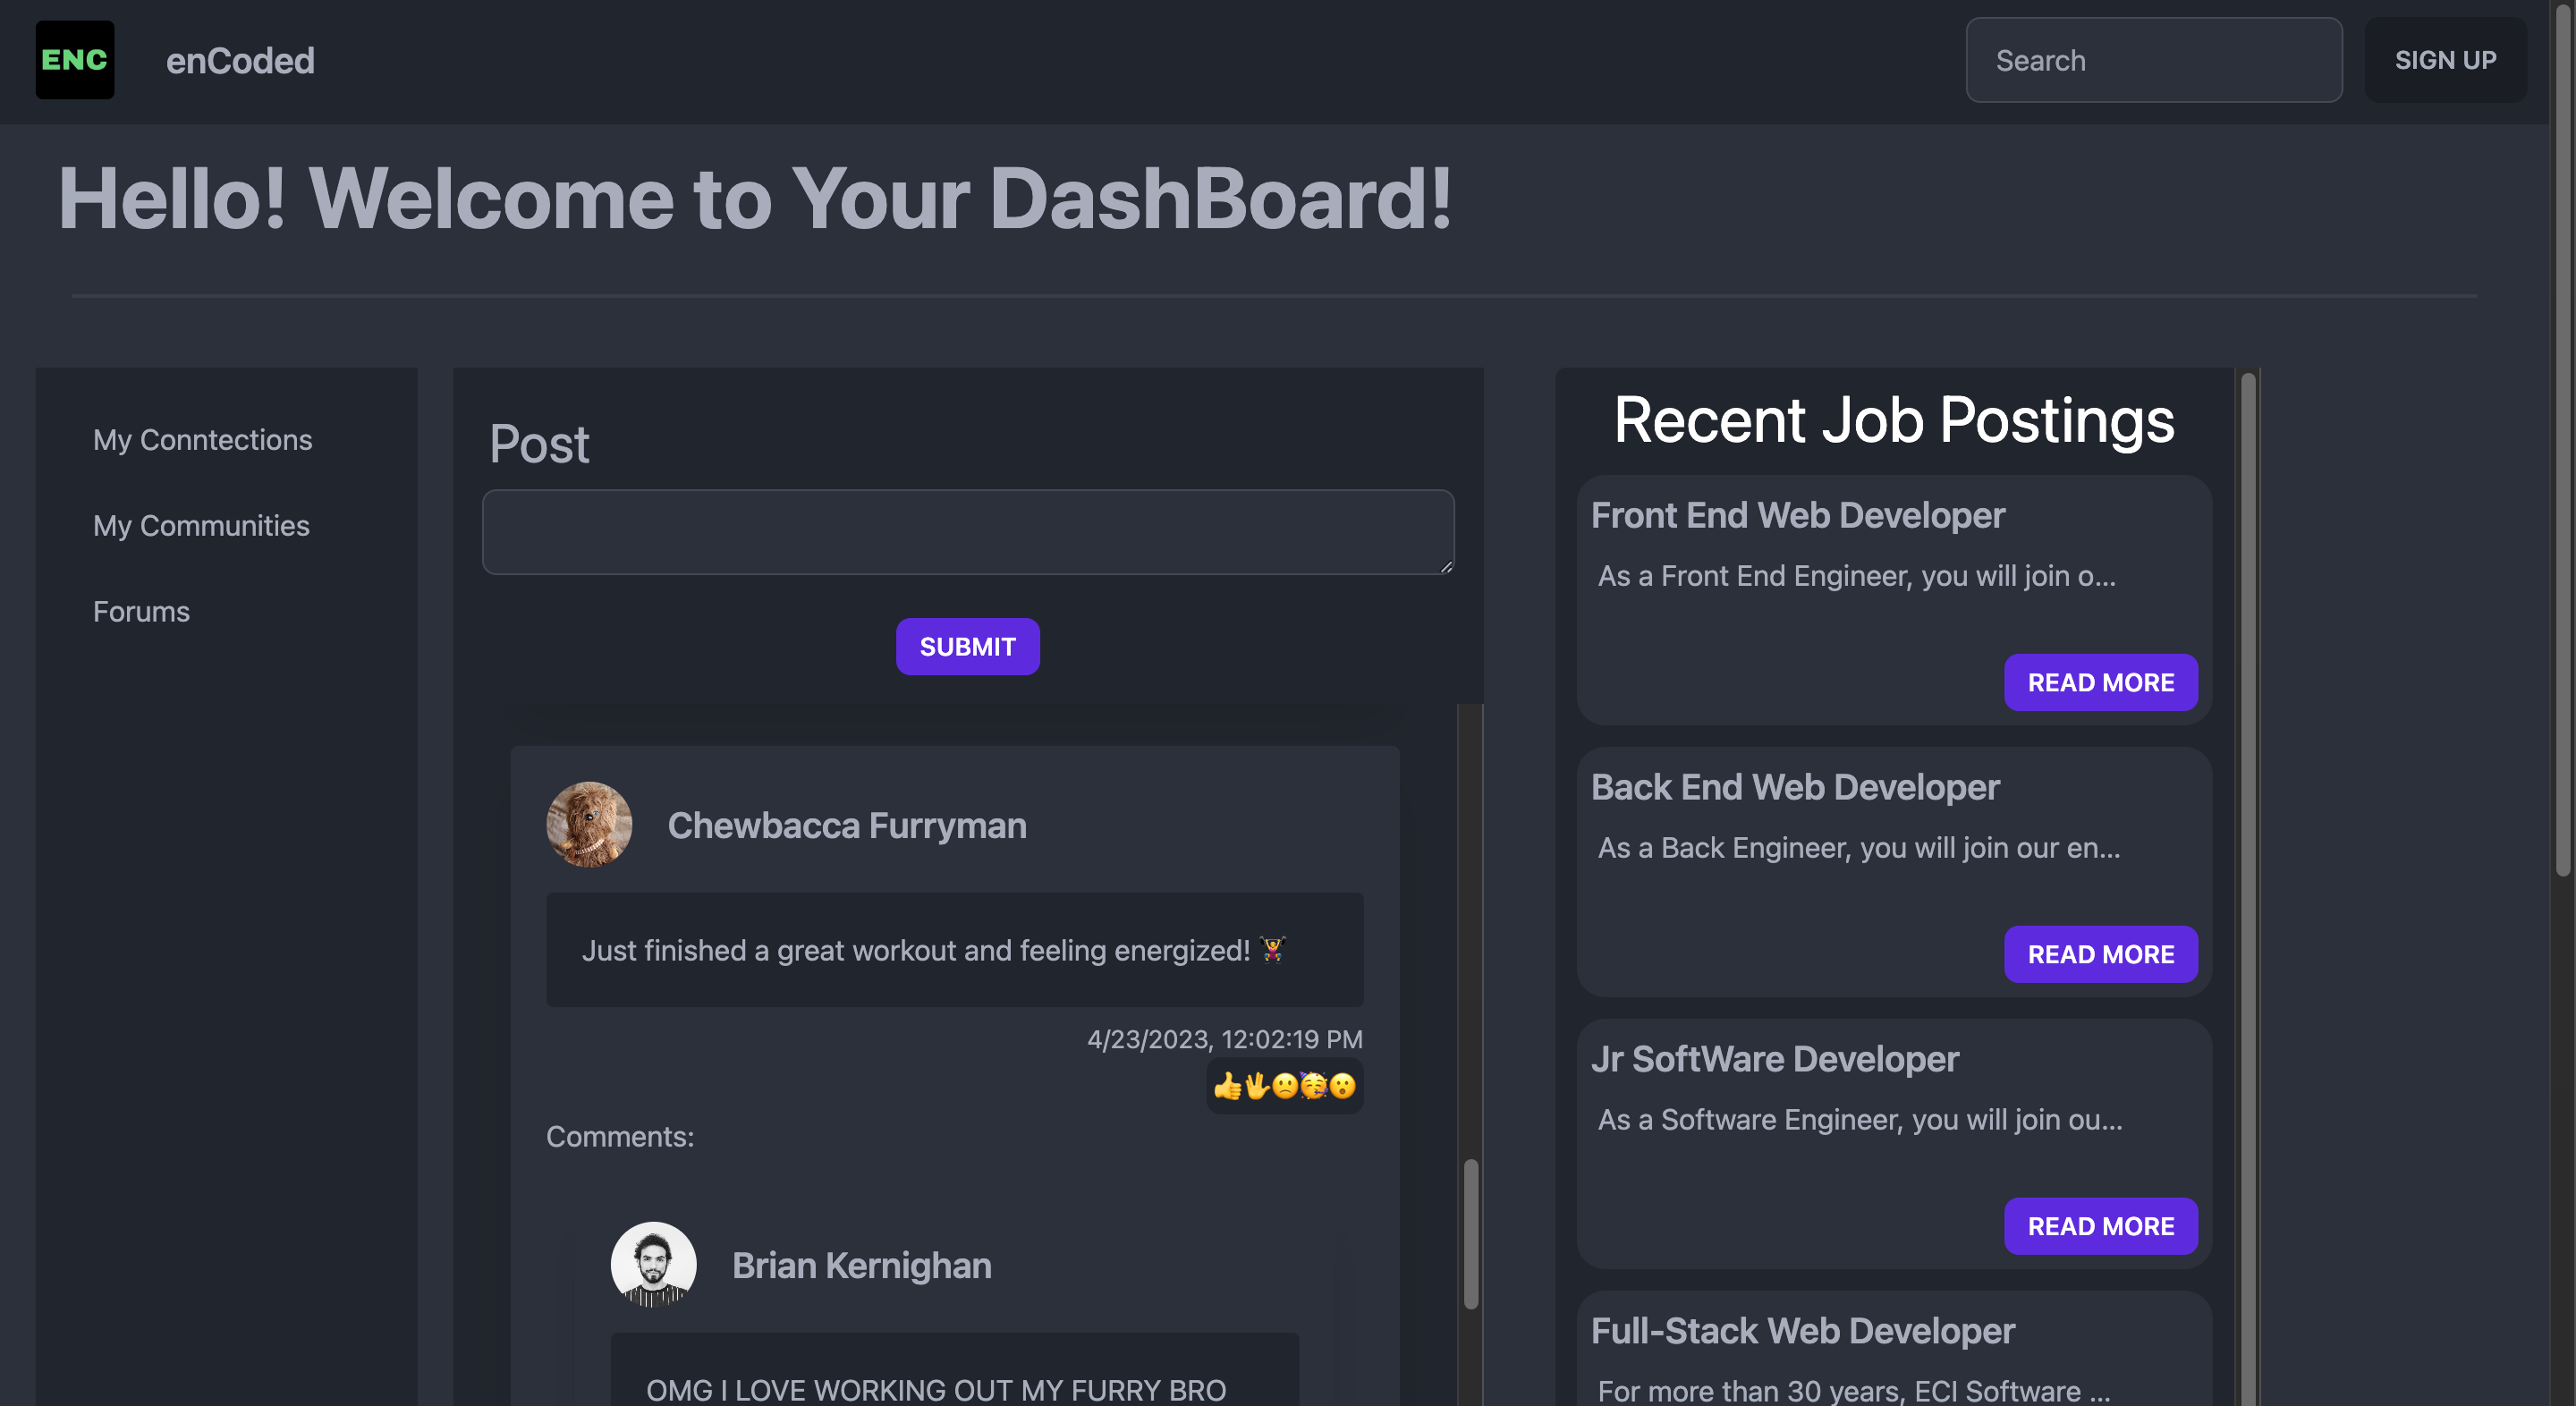 ENC
enCoded
Search
SIGN UP
Hello! Welcome to Your DashBoard!
My Conntections
My Communities
Forums
Post
SUBMIT
Chewbacca Furryman
Just finished a great workout and feeling energized! 🏋️‍♀️
4/23/2023, 12:02:19 PM
👍🖖🙁🥳😮
Comments:
Brian Kernighan
OMG I LOVE WORKING OUT MY FURRY BRO
Recent Job Postings
Front End Web Developer
As a Front End Engineer, you will join o...
READ MORE
Back End Web Developer
As a Back Engineer, you will join our en...
READ MORE
Jr SoftWare Developer
As a Software Engineer, you will join ou...
READ MORE
Full-Stack Web Developer
For more than 30 years, ECI Software ...